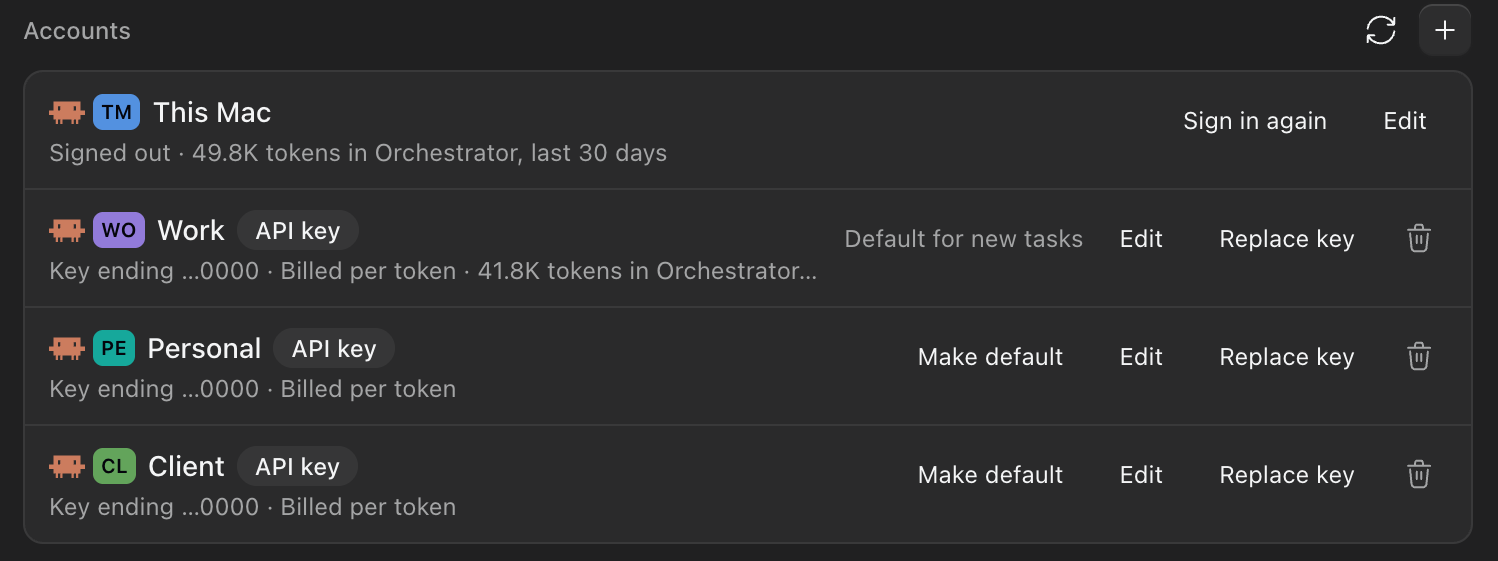 Accounts
TM This Mac
Sign in again
Edit
Signed out · 49.8K tokens in Orchestrator, last 30 days
WO Work API key
Default for new tasks
Edit
Replace key
Key ending ...0000 · Billed per token · 41.8K tokens in Orchestrator...
PE Personal API key
Make default
Edit
Replace key
Key ending ...0000 · Billed per token
CL Client API key
Make default
Edit
Replace key
Key ending ...0000 · Billed per token